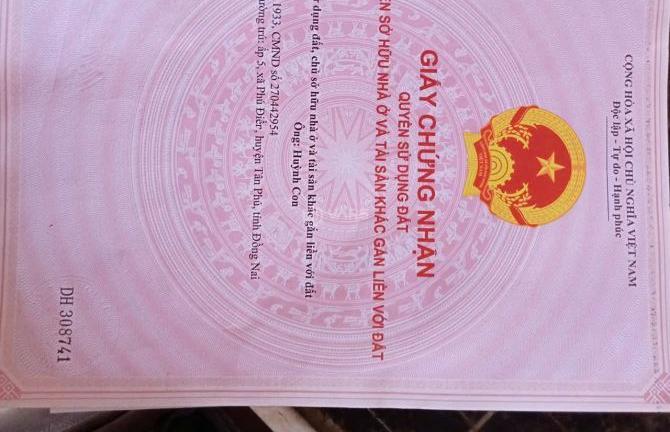 CỘNG HÒA XÃ HỘI CHỦ NGHĨA VIỆT NAM
Độc lập - Tự do - Hạnh phúc
GIẤY CHỨNG NHẬN
QUYỀN SỬ DỤNG ĐẤT
SỞ HỮU NHÀ Ở VÀ TÀI SẢN KHÁC GẮN LIỀN VỚI ĐẤT
dụng đất, chủ sở hữu nhà ở và tài sản khác gắn liền với đất
Ông: Huỳnh Con
1933, CMND số 270442954
trú: ấp 5, xã Phú Điền, huyện Tân Phú, tỉnh Đồng Nai
DH 308741